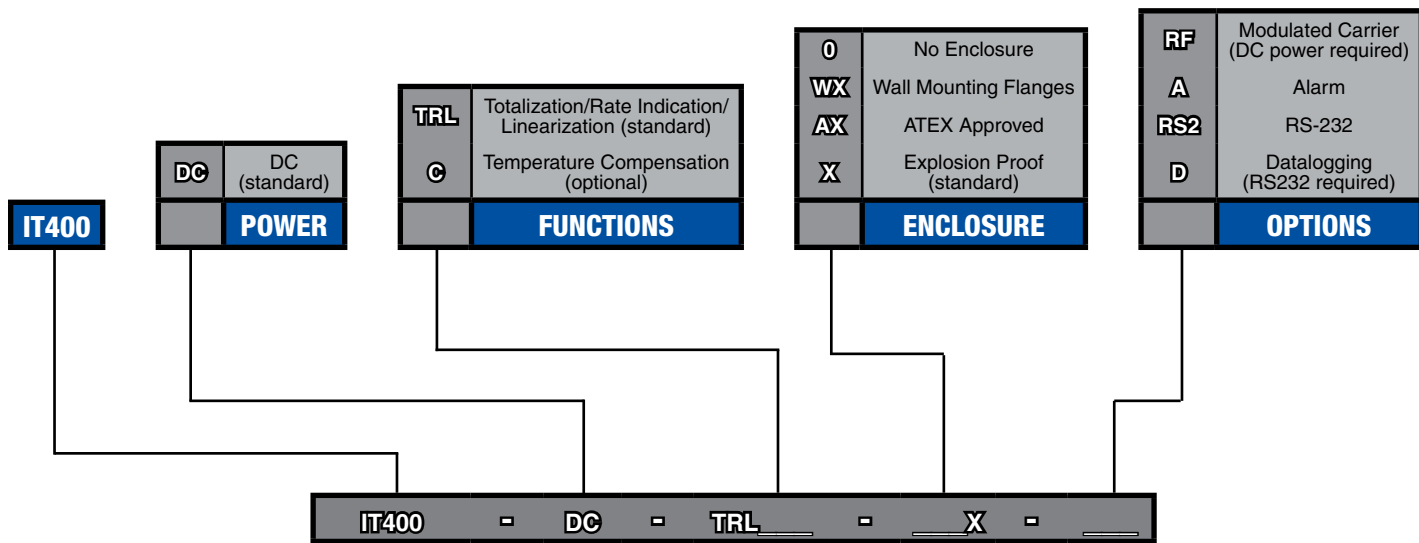 IT400
DC DC
(standard)
POWER
TRL Totalization/Rate Indication/
Linearization (standard)
C Temperature Compensation
(optional)
FUNCTIONS
0 No Enclosure
WX Wall Mounting Flanges
AX ATEX Approved
X Explosion Proof
(standard)
ENCLOSURE
RF Modulated Carrier
(DC power required)
A Alarm
RS2 RS-232
D Datalogging
(RS232 required)
OPTIONS
IT400 - DC - TRL___ - ___X - ___